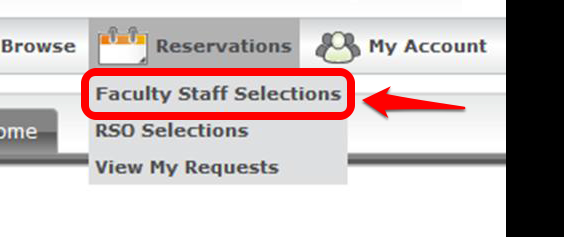 Browse Reservations My Account
Faculty Staff Selections
RSO Selections
ome
View My Requests